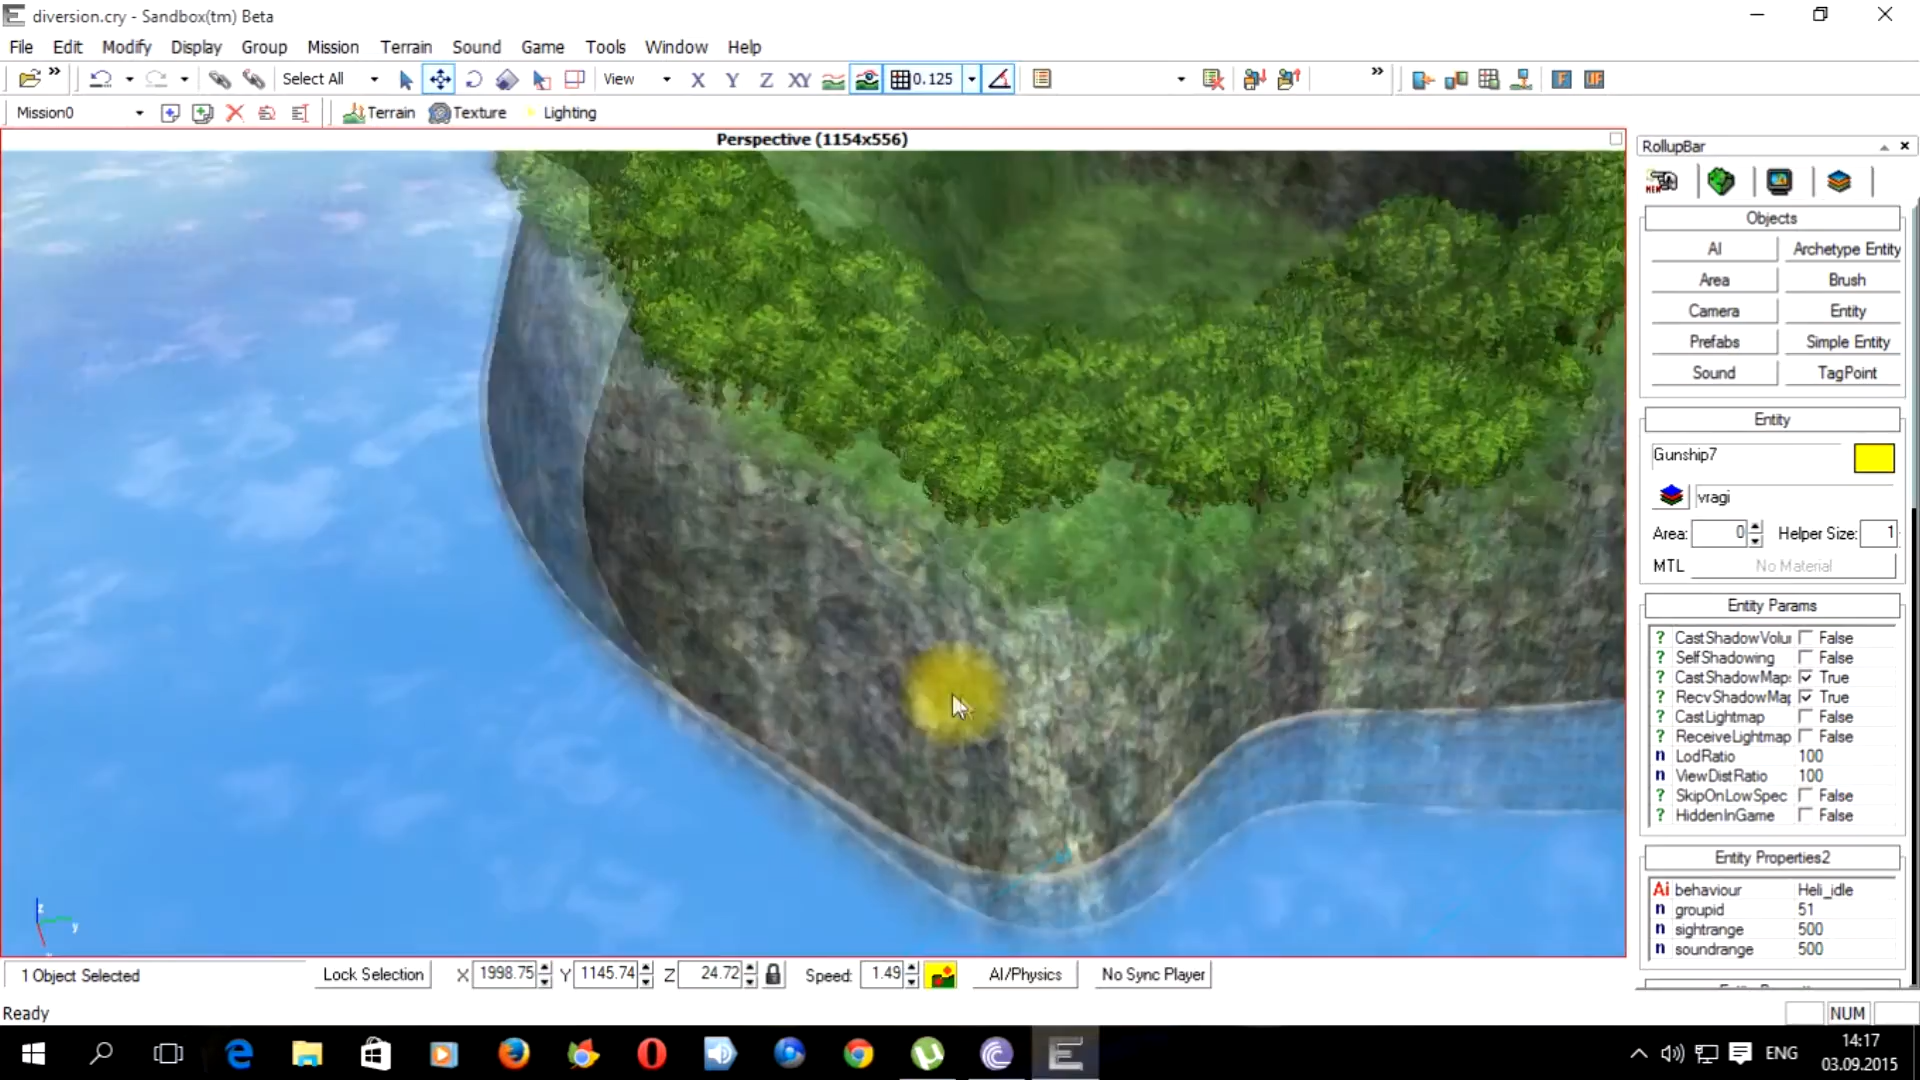 diversion.cry - Sandbox(tm) Beta
File Edit Modify Display Group Mission Terrain Sound Game Tools Window Help
» Select All View X Y Z XY 0.125 »
Mission0 Terrain Texture Lighting
Perspective (1154x556)
RollupBar
Objects
AI Archetype Entity
Area Brush
Camera Entity
Prefabs Simple Entity
Sound TagPoint
Entity
Gunship7
vragi
Area: 0 Helper Size: 1
MTL No Material
Entity Params
? CastShadowVolu False
? SelfShadowing False
? CastShadowMap: True
? RecvShadowMap True
? CastLightmap False
? ReceiveLightmap False
n LodRatio 100
n ViewDistRatio 100
? SkipOnLowSpec False
? HiddenInGame False
Entity Properties2
Ai behaviour Heli_idle
n groupid 51
n sightrange 500
n soundrange 500
z
y
1 Object Selected Lock Selection X 1998.75 Y 1145.74 Z 24.72 Speed: 1.49 AI/Physics No Sync Player
Ready NUM
ENG 14:17
03.09.2015